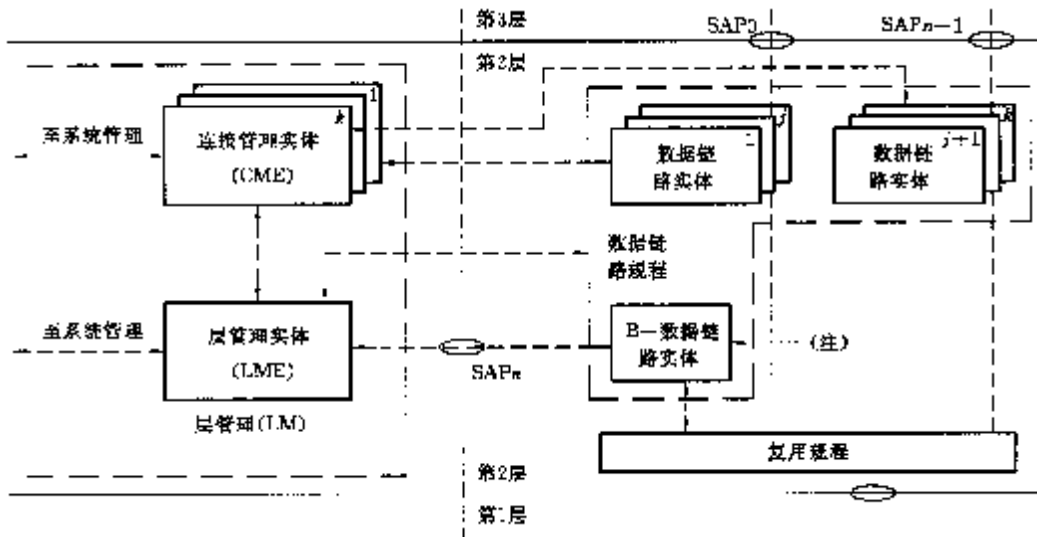 第3层
SAP0
SAPn-1
第2层
1
k
至系统管理
连接管理实体
(CME)
j
1
数据链
路实体
k
j+1
数据链
路实体
数据链
路规程
至系统管理
层管理实体
(LME)
SAPn
B—数据链
路实体
(注)
层管理(LM)
复用规程
第2层
第1层